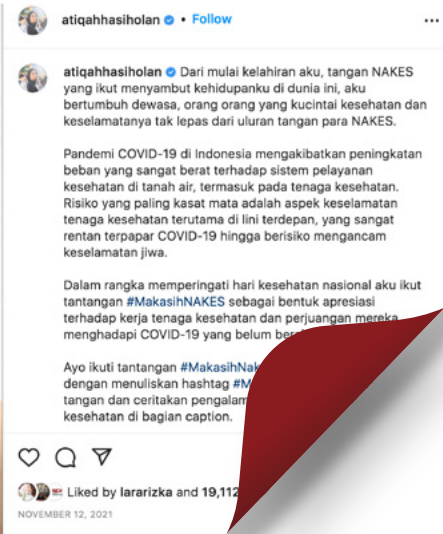 atiqahhasiholan • Follow
atiqahhasiholan Dari mulai kelahiran aku, tangan NAKES
yang ikut menyambut kehidupanku di dunia ini, aku
bertumbuh dewasa, orang orang yang kucintai kesehatan dan
keselamatanya tak lepas dari uluran tangan para NAKES.
Pandemi COVID-19 di Indonesia mengakibatkan peningkatan
beban yang sangat berat terhadap sistem pelayanan
kesehatan di tanah air, termasuk pada tenaga kesehatan.
Risiko yang paling kasat mata adalah aspek keselamatan
tenaga kesehatan terutama di lini terdepan, yang sangat
rentan terpapar COVID-19 hingga berisiko mengancam
keselamatan jiwa.
Dalam rangka memperingati hari kesehatan nasional aku ikut
tantangan #MakasihNAKES sebagai bentuk apresiasi
terhadap kerja tenaga kesehatan dan perjuangan mereka
menghadapi COVID-19 yang belum
Ayo ikuti tantangan
dengan menuliskan hashtag
tangan dan ceritakan
kesehatan di bagian caption.
Liked by lararizka and
NOVEMBER 12, 2021